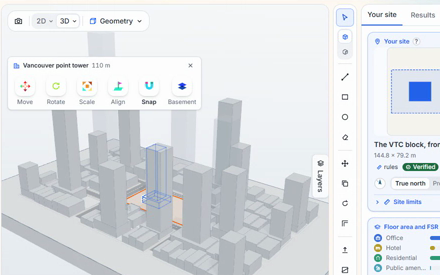 2D 3D Geometry
Vancouver point tower 110 m
Move Rotate Scale Align Snap Basement
Layers
Your site Results
Your site ?
The VTC block, fron
144.8 × 79.2 m
rules Verified
True north Pr
Site limits
Floor area and FSR
Office
Hotel
Residential
Public amen...